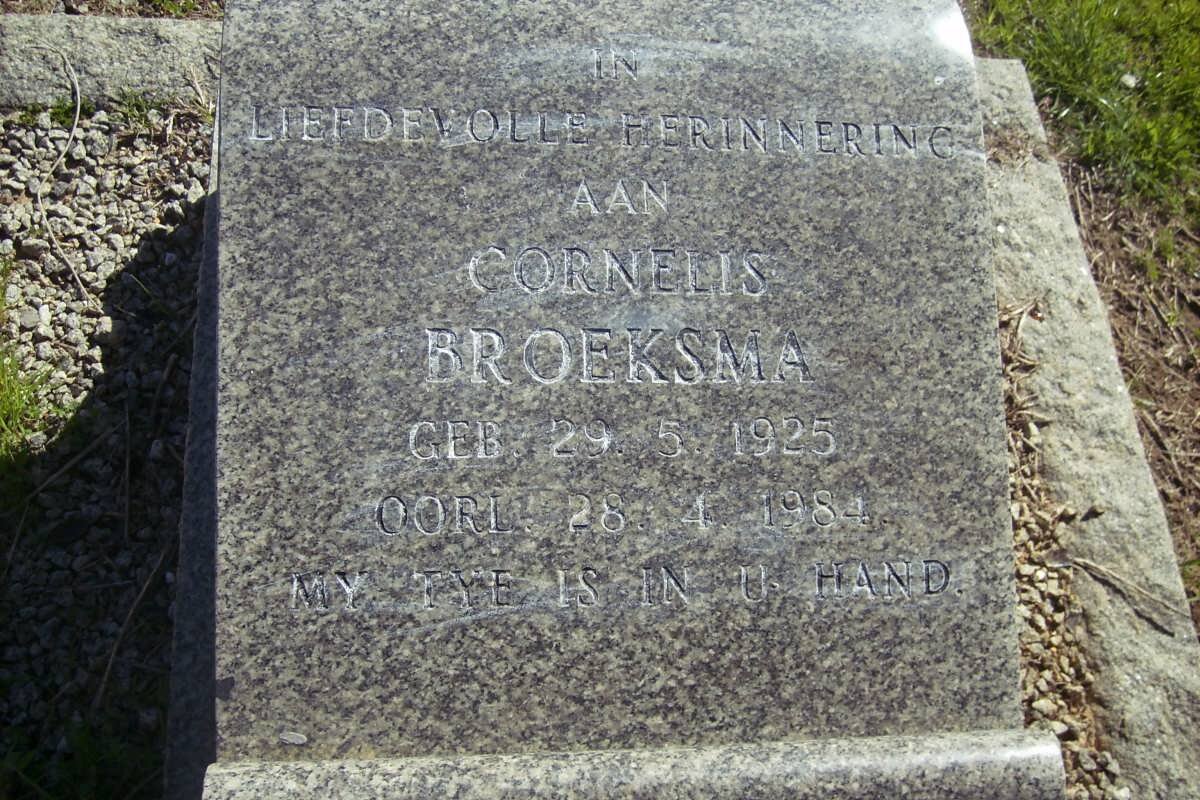 IN
LIEFDEVOLLE HERINNERING
AAN
CORNELIS
BROEKSMA
GEB. 29. 5. 1925
OORL. 28. 4. 1984.
MY TYE IS IN U HAND.